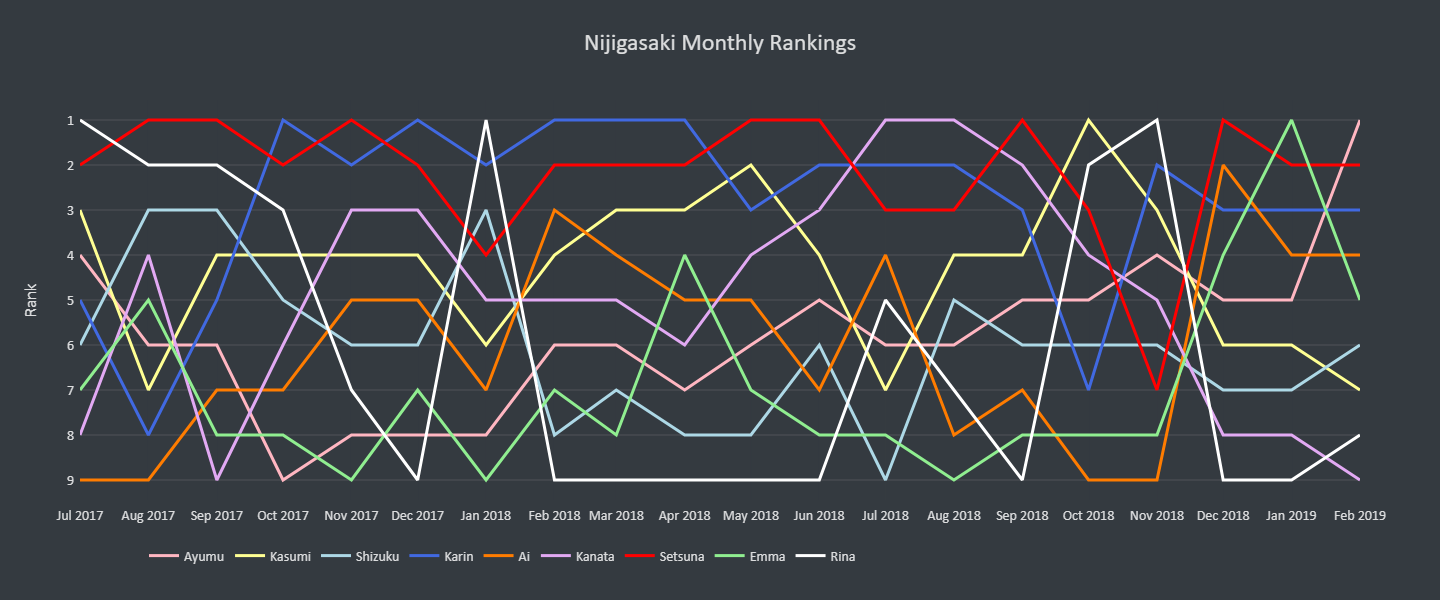 Nijigasaki Monthly Rankings
Rank
1
2
3
4
5
6
7
8
9
Jul 2017 Aug 2017 Sep 2017 Oct 2017 Nov 2017 Dec 2017 Jan 2018 Feb 2018 Mar 2018 Apr 2018 May 2018 Jun 2018 Jul 2018 Aug 2018 Sep 2018 Oct 2018 Nov 2018 Dec 2018 Jan 2019 Feb 2019
Ayumu Kasumi Shizuku Karin Ai Kanata Setsuna Emma Rina